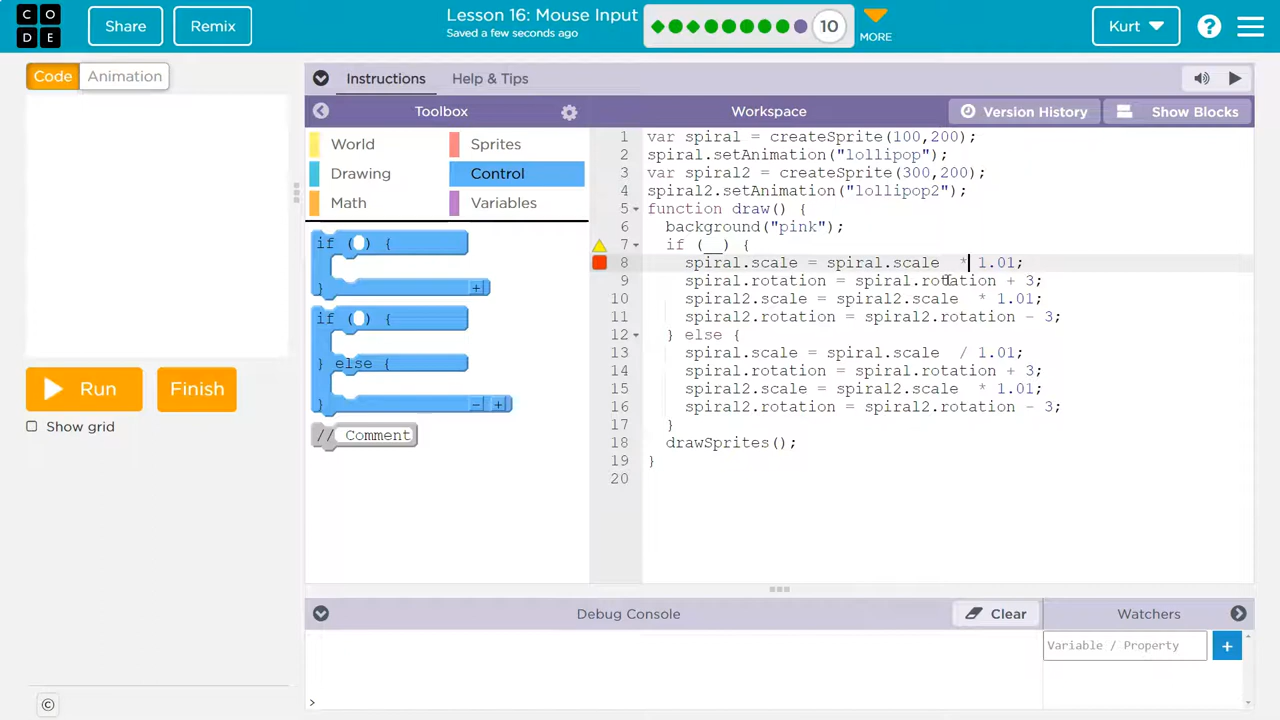 CODE
Share
Remix
Lesson 16: Mouse Input
Saved a few seconds ago
10
MORE
Kurt
?
Code
Animation
Instructions
Help & Tips
Toolbox
Workspace
Version History
Show Blocks
World
Sprites
Drawing
Control
Math
Variables
if ( ) {
} +
if ( ) {
} else {
} - +
// Comment
1 var spiral = createSprite(100,200);
2 spiral.setAnimation("lollipop");
3 var spiral2 = createSprite(300,200);
4 spiral2.setAnimation("lollipop2");
5 function draw() {
6 background("pink");
7 if (__) {
8 spiral.scale = spiral.scale * 1.01;
9 spiral.rotation = spiral.rotation + 3;
10 spiral2.scale = spiral2.scale * 1.01;
11 spiral2.rotation = spiral2.rotation - 3;
12 } else {
13 spiral.scale = spiral.scale / 1.01;
14 spiral.rotation = spiral.rotation + 3;
15 spiral2.scale = spiral2.scale * 1.01;
16 spiral2.rotation = spiral2.rotation - 3;
17 }
18 drawSprites();
19 }
20
Run
Finish
Show grid
Debug Console
Clear
Watchers
Variable / Property
+
>
©